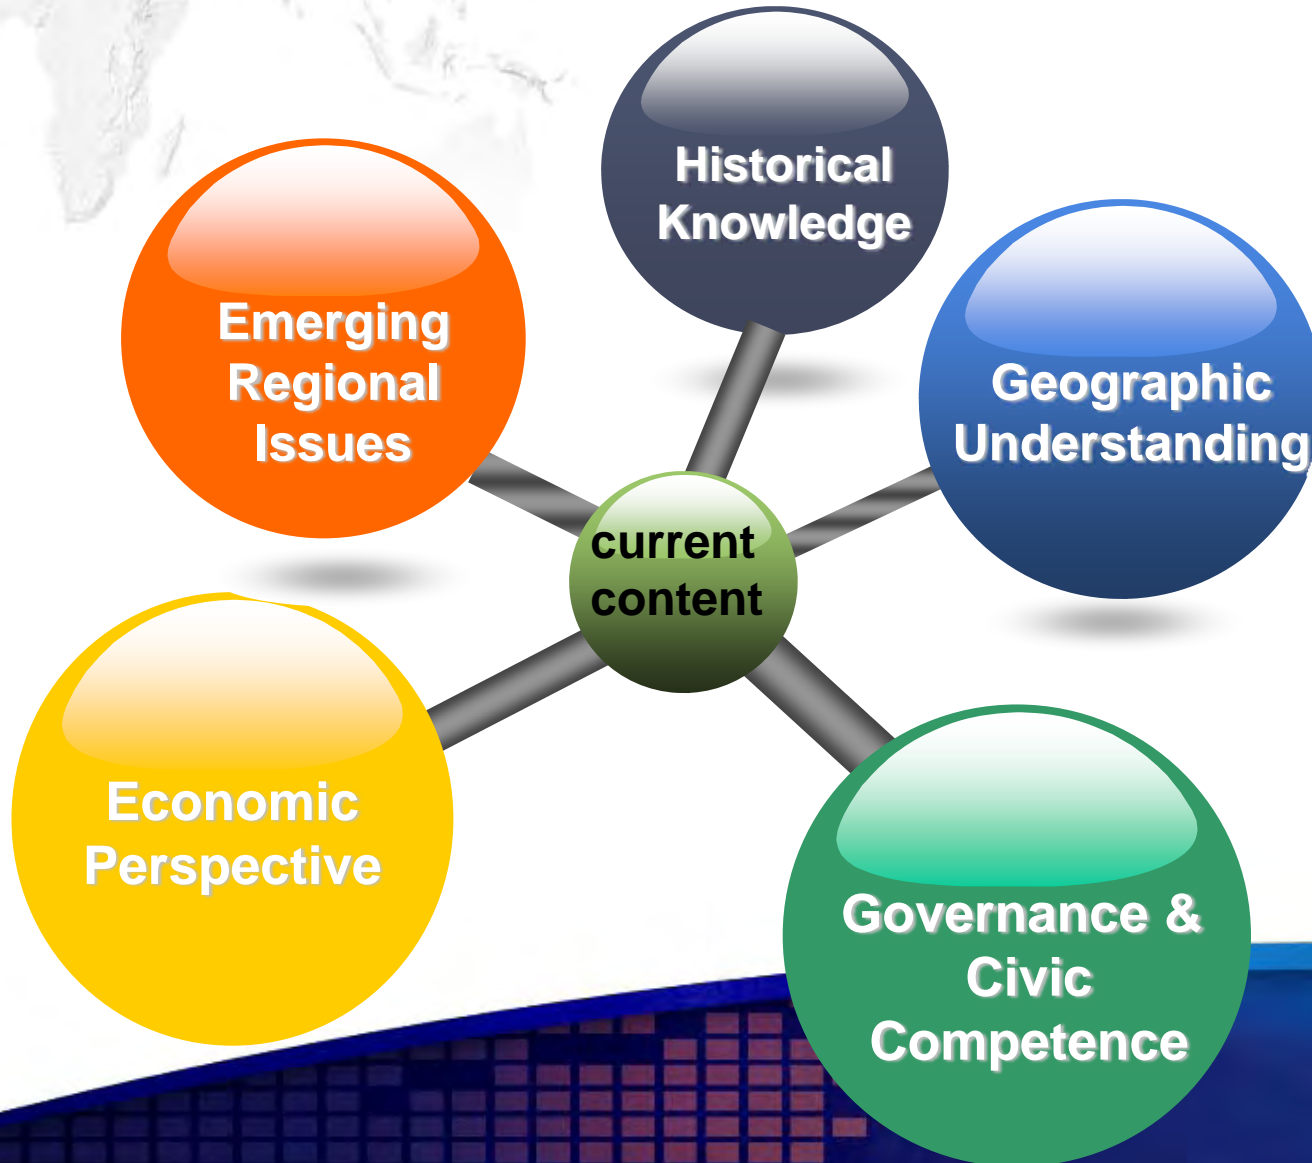 Historical
Knowledge
Emerging
Regional
Issues
Geographic
Understanding
current
content
Economic
Perspective
Governance &
Civic
Competence